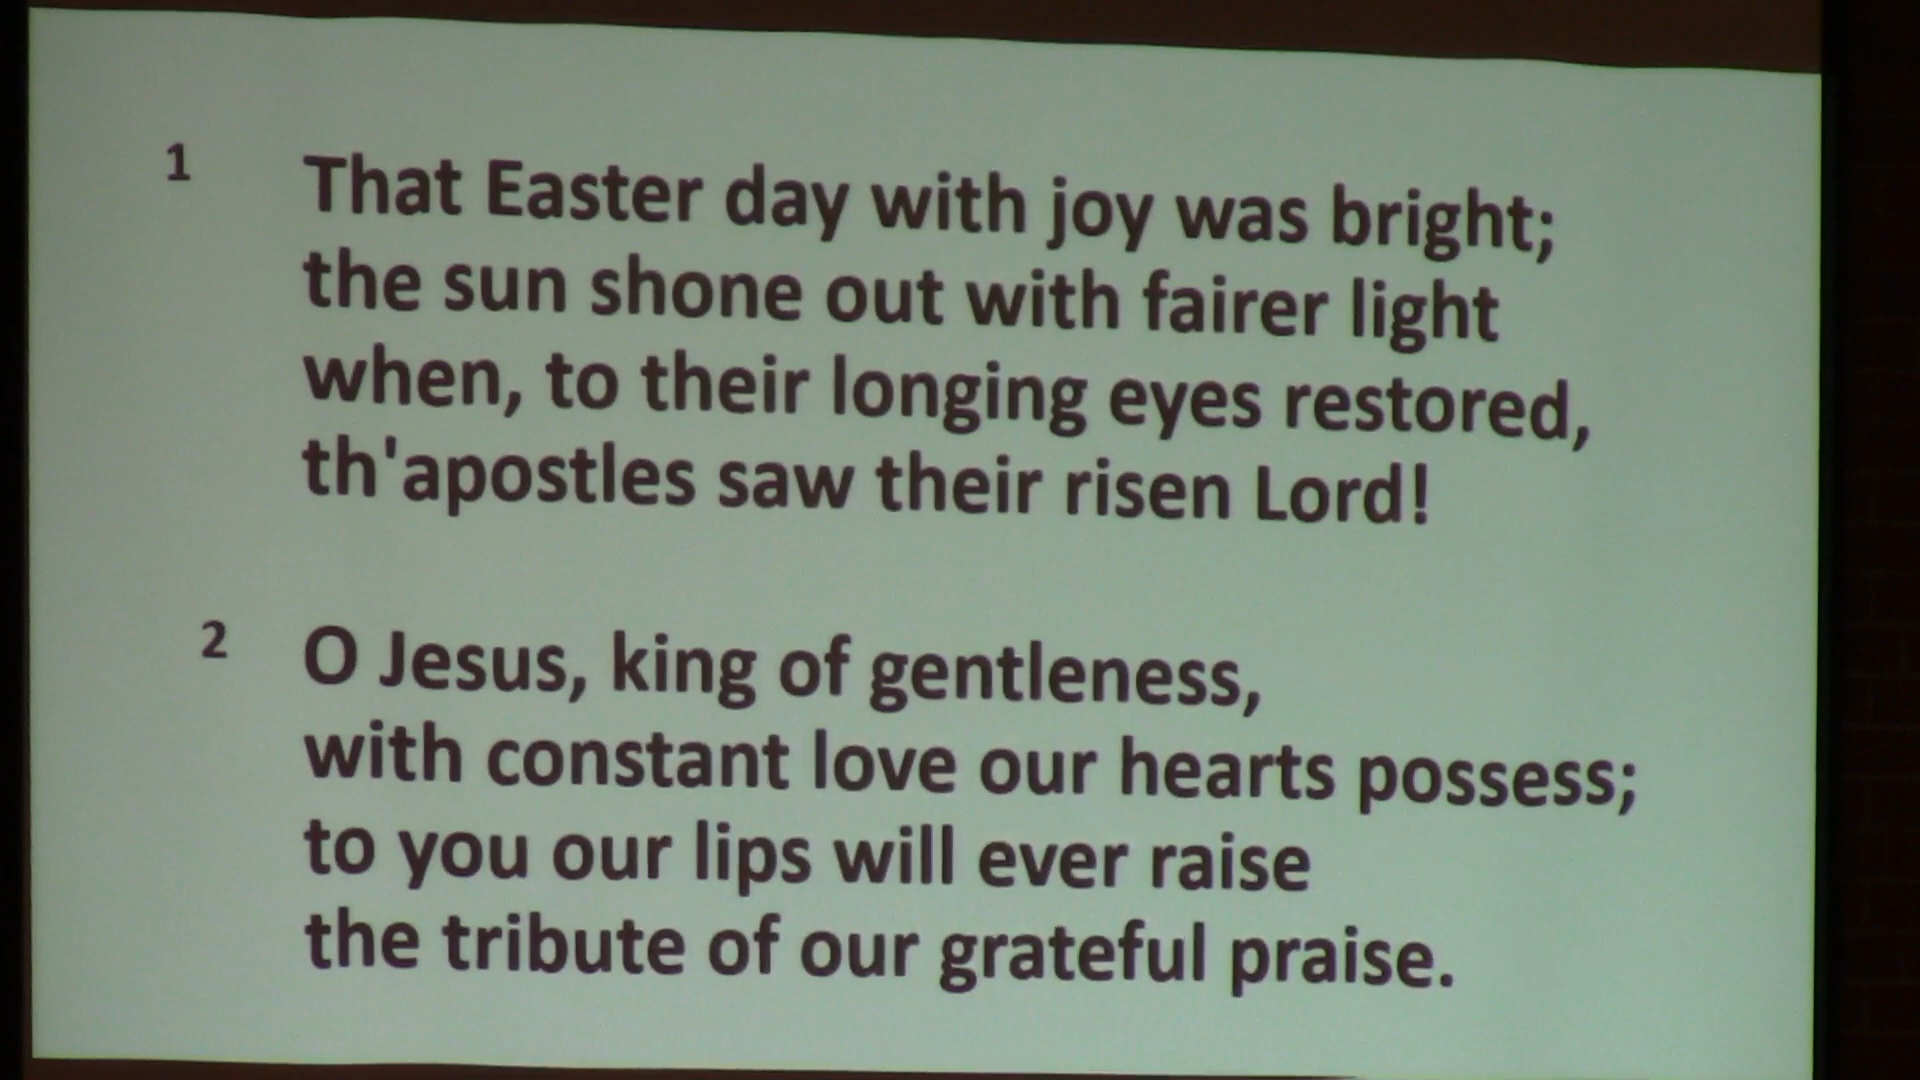 1 That Easter day with joy was bright;
the sun shone out with fairer light
when, to their longing eyes restored,
th'apostles saw their risen Lord!
2 O Jesus, king of gentleness,
with constant love our hearts possess;
to you our lips will ever raise
the tribute of our grateful praise.